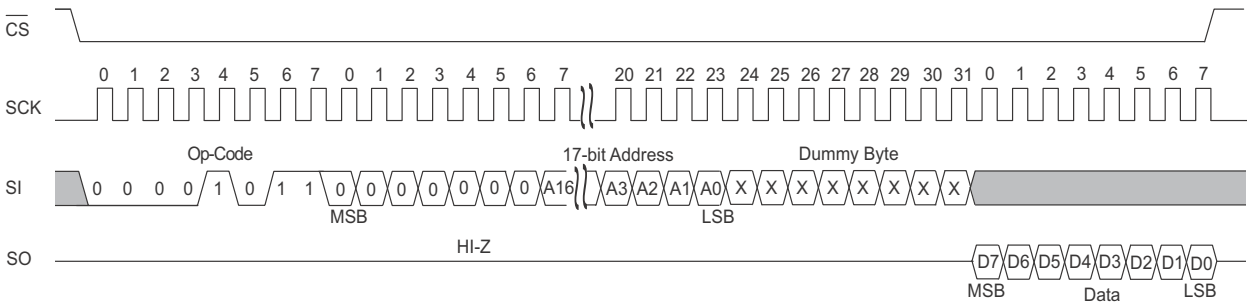 CS
0 1 2 3 4 5 6 7 0 1 2 3 4 5 6 7 20 21 22 23 24 25 26 27 28 29 30 31 0 1 2 3 4 5 6 7
SCK
Op-Code 17-bit Address Dummy Byte
SI 0 0 0 0 1 0 1 1 0 0 0 0 0 0 0 A16 A3 A2 A1 A0 X X X X X X X X
MSB LSB
HI-Z
SO D7 D6 D5 D4 D3 D2 D1 D0
MSB Data LSB